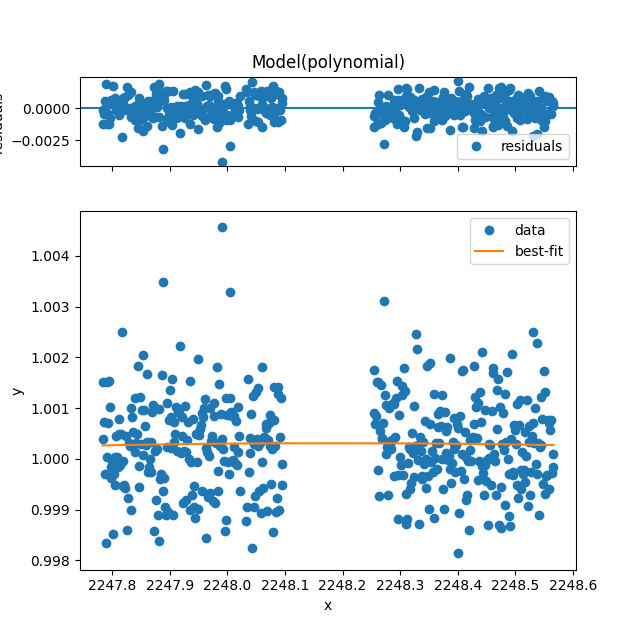 Model(polynomial)
0.0000
−0.0025
residuals
residuals
1.004
1.003
1.002
1.001
1.000
0.999
0.998
y
data
best-fit
2247.8 2247.9 2248.0 2248.1 2248.2 2248.3 2248.4 2248.5 2248.6
x